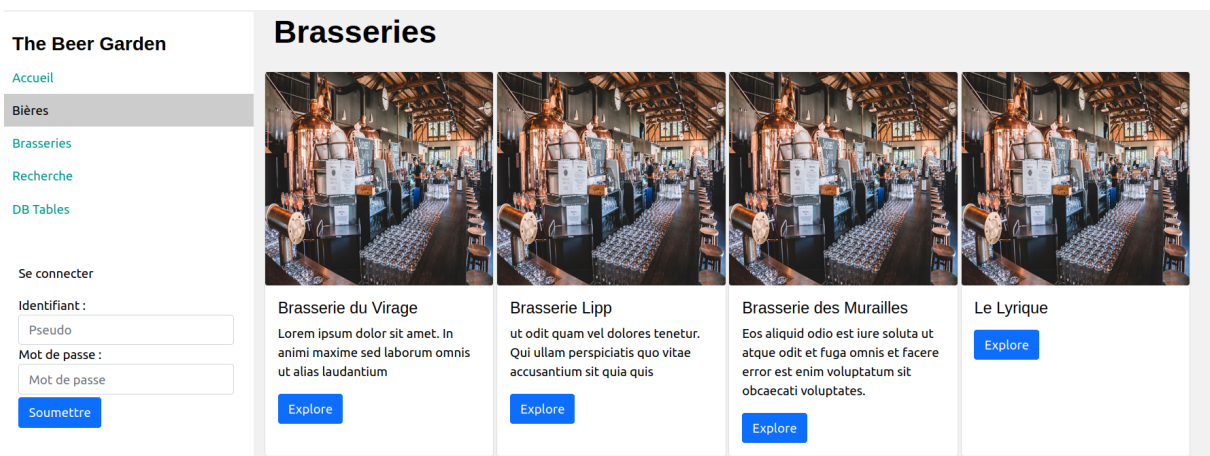 The Beer Garden
Accueil
Bières
Brasseries
Recherche
DB Tables
Se connecter
Identifiant :
Pseudo
Mot de passe :
Mot de passe
Soumettre
Brasseries
Brasserie du Virage
Lorem ipsum dolor sit amet. In
animi maxime sed laborum omnis
ut alias laudantium
Explore
Brasserie Lipp
ut odit quam vel dolores tenetur.
Qui ullam perspiciatis quo vitae
accusantium sit quia quis
Explore
Brasserie des Murailles
Eos aliquid odio est iure soluta ut
atque odit et fuga omnis et facere
error est enim voluptatum sit
obcaecati voluptates.
Explore
Le Lyrique
Explore